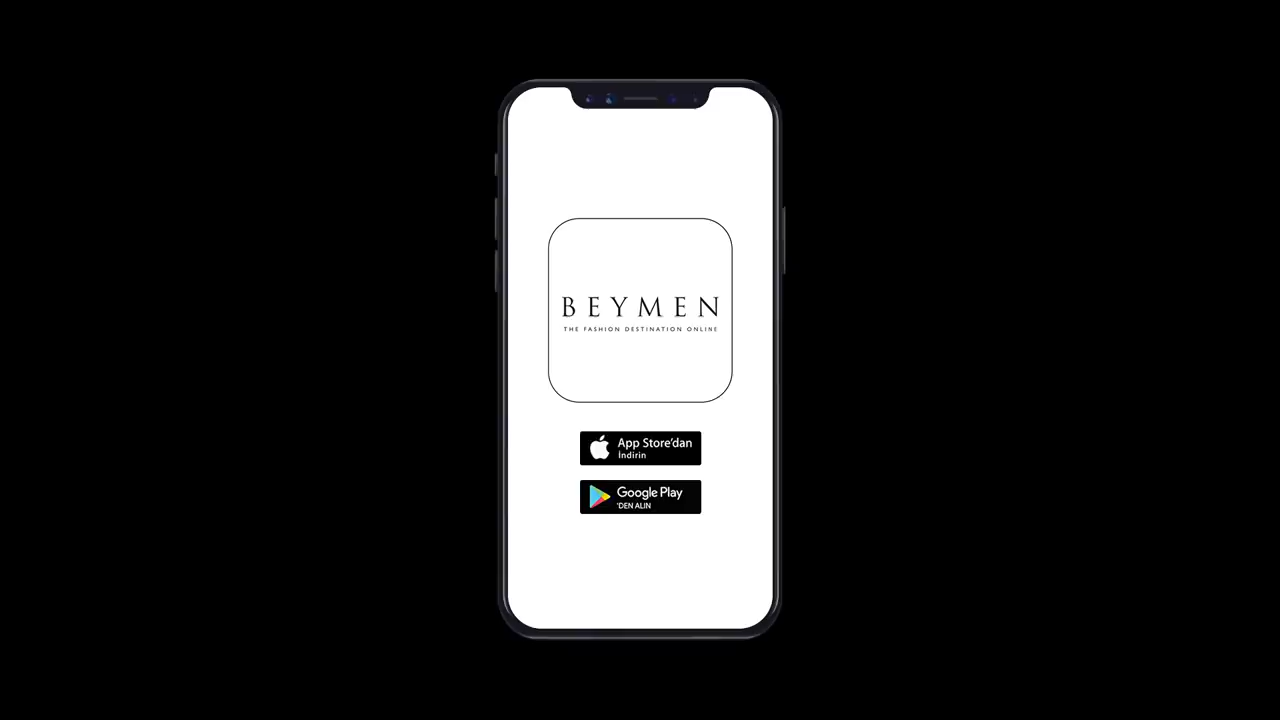 BEYMEN
THE FASHION DESTINATION ONLINE
App Store'dan
İndirin
Google Play
'DEN ALIN